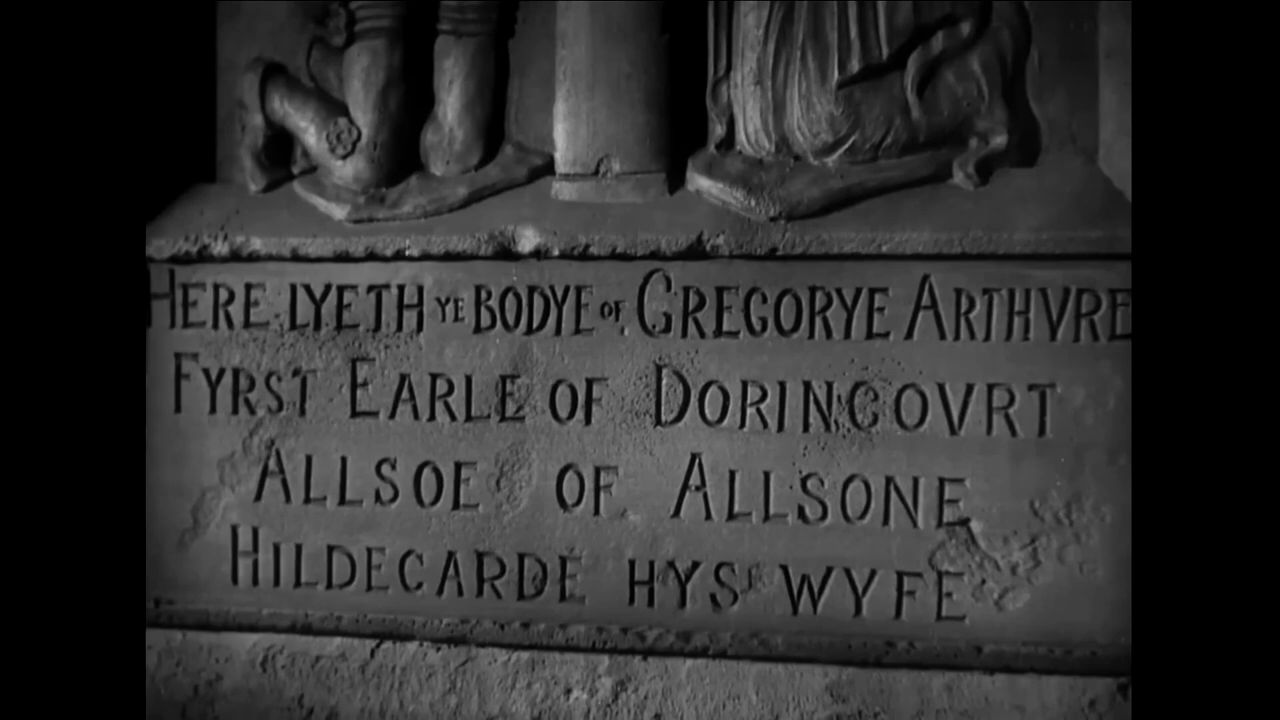 HERE LYETH YE BODYE OF GREGORYE ARTHVRE
FYRST EARLE OF DORINCOVRT
ALLSOE OF ALLSONE
HILDEGARDE HYS WYFE